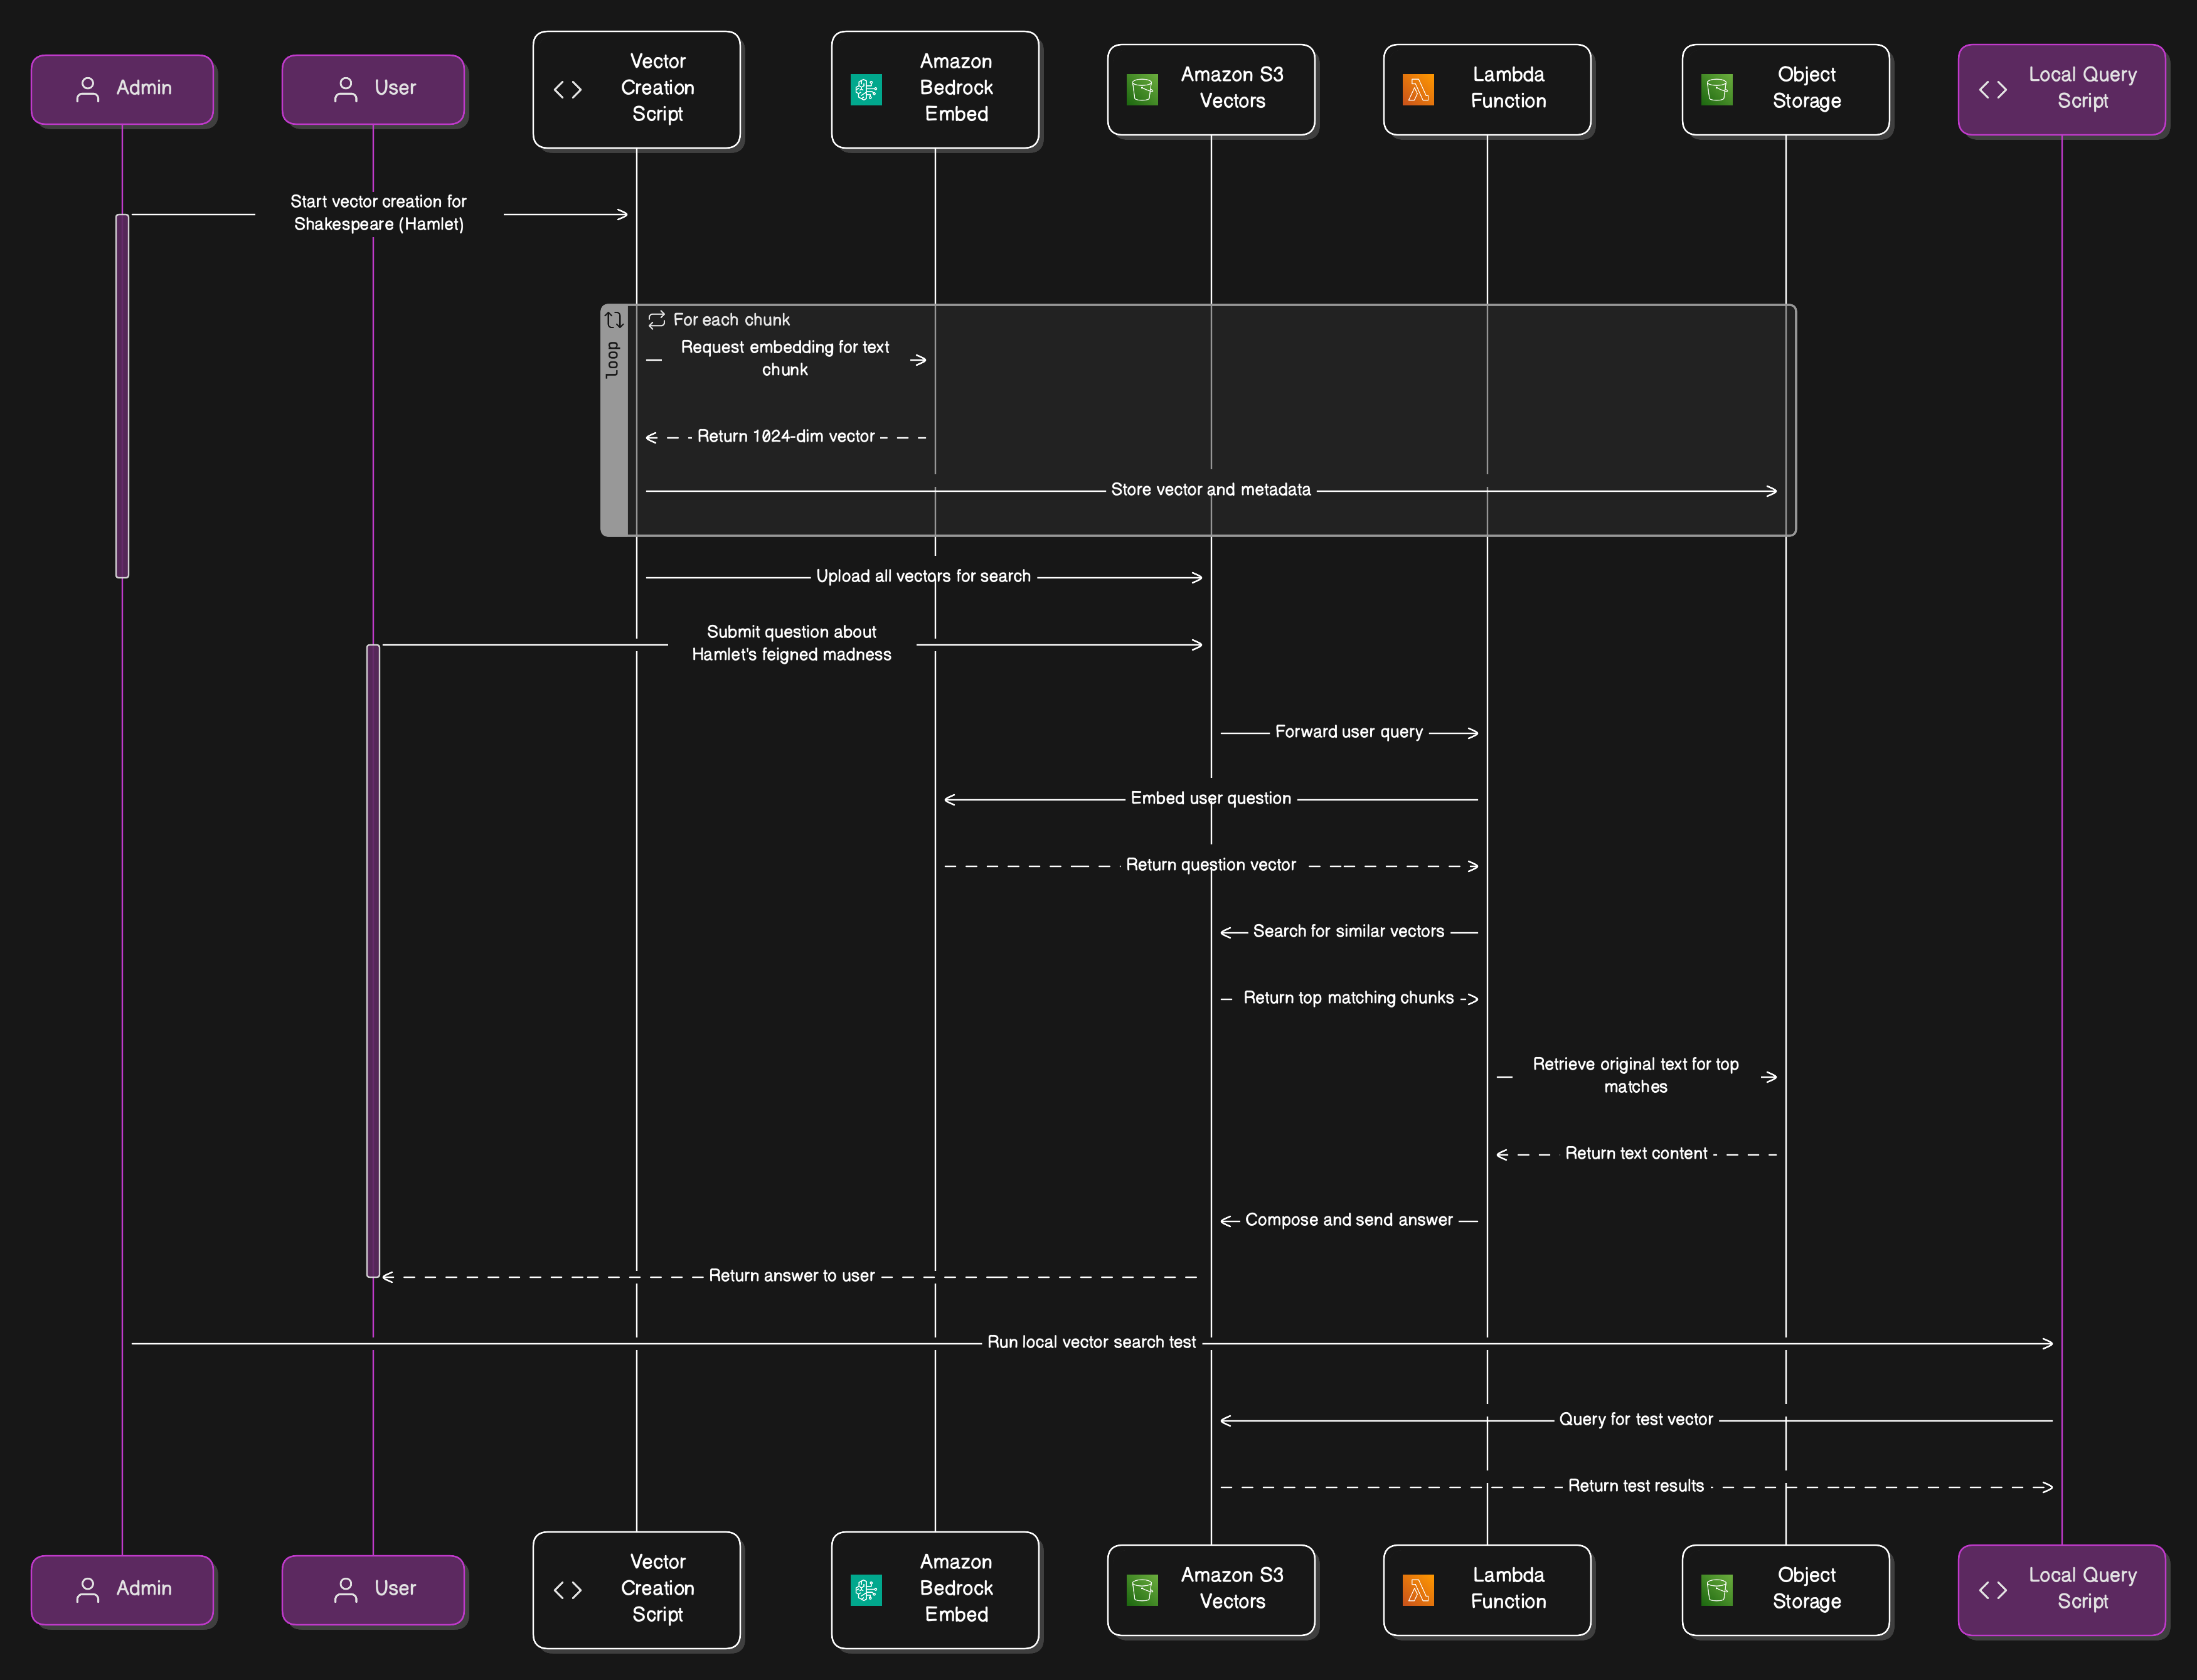 Admin
User
Vector
Creation
Script
Amazon
Bedrock
Embed
Amazon S3
Vectors
Lambda
Function
Object
Storage
Local Query
Script
Start vector creation for
Shakespeare (Hamlet)
loop
For each chunk
Request embedding for text
chunk
Return 1024-dim vector
Store vector and metadata
Upload all vectors for search
Submit question about
Hamlet's feigned madness
Forward user query
Embed user question
Return question vector
Search for similar vectors
Return top matching chunks
Retrieve original text for top
matches
Return text content
Compose and send answer
Return answer to user
Run local vector search test
Query for test vector
Return test results
Admin
User
Vector
Creation
Script
Amazon
Bedrock
Embed
Amazon S3
Vectors
Lambda
Function
Object
Storage
Local Query
Script